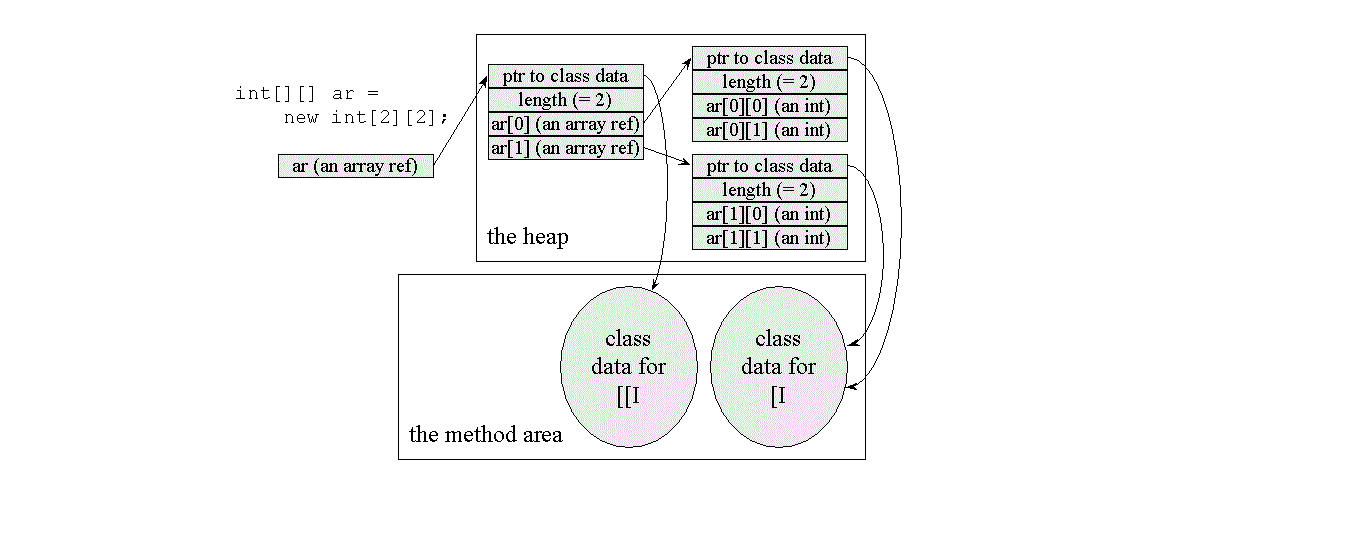 int[][] ar =
new int[2][2];
ar (an array ref)
ptr to class data
length (= 2)
ar[0] (an array ref)
ar[1] (an array ref)
ptr to class data
length (= 2)
ar[0][0] (an int)
ar[0][1] (an int)
ptr to class data
length (= 2)
ar[1][0] (an int)
ar[1][1] (an int)
the heap
class
data for
[[I
class
data for
[I
the method area